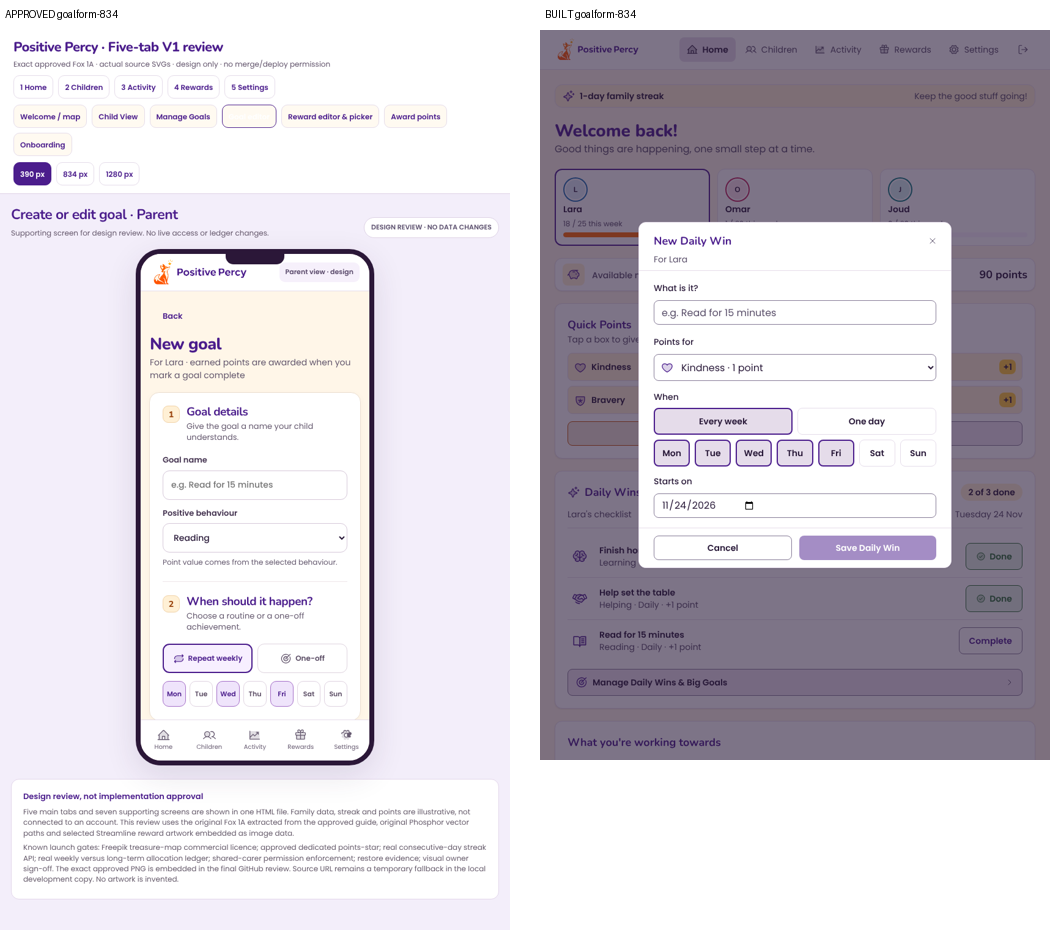 APPROVED goalform-834
Positive Percy · Five-tab V1 review
Exact approved Fox 1A · actual source SVGs · design only · no merge/deploy permission
1 Home
2 Children
3 Activity
4 Rewards
5 Settings
Welcome / map
Child View
Manage Goals
Reward editor & picker
Award points
Onboarding
390 px
834 px
1280 px
Create or edit goal · Parent
Supporting screen for design review. No live access or ledger changes.
DESIGN REVIEW · NO DATA CHANGES
Positive Percy
Parent view · design
Back
New goal
For Lara · earned points are awarded when you
mark a goal complete
1
Goal details
Give the goal a name your child
understands.
Goal name
e.g. Read for 15 minutes
Positive behaviour
Reading
Point value comes from the selected behaviour.
2
When should it happen?
Choose a routine or a one-off
achievement.
Repeat weekly
One-off
Mon
Tue
Wed
Thu
Fri
Sat
Sun
Home
Children
Activity
Rewards
Settings
Design review, not implementation approval
Five main tabs and seven supporting screens are shown in one HTML file. Family data, streak and points are illustrative, not
connected to an account. This review uses the original Fox 1A extracted from the approved guide, original Phosphor vector
paths and selected Streamline reward artwork embedded as image data.
Known launch gates: Freepik treasure-map commercial licence; approved dedicated points-star; real consecutive-day streak
API; real weekly versus long-term allocation ledger; shared-carer permission enforcement; restore evidence; visual owner
sign-off. The exact approved PNG is embedded in the final GitHub review. Source URL remains a temporary fallback in the local
development copy. No artwork is invented.
BUILT goalform-834
Positive Percy
Home
Children
Activity
Rewards
Settings
1-day family streak
Keep the good stuff going!
Welcome back!
Good things are happening, one small step at a time.
L
Lara
18 / 25 this week
O
Omar
J
Joud
Available
90 points
Quick Points
Tap a box to give
Kindness
+1
Bravery
+1
New Daily Win
×
For Lara
What is it?
e.g. Read for 15 minutes
Points for
Kindness · 1 point
When
Every week
One day
Mon
Tue
Wed
Thu
Fri
Sat
Sun
Starts on
11/24/2026
Cancel
Save Daily Win
Daily Wins
2 of 3 done
Lara's checklist
Tuesday 24 Nov
Finish ho
Learning
Done
Help set the table
Helping · Daily · +1 point
Done
Read for 15 minutes
Reading · Daily · +1 point
Complete
Manage Daily Wins & Big Goals
What you're working towards